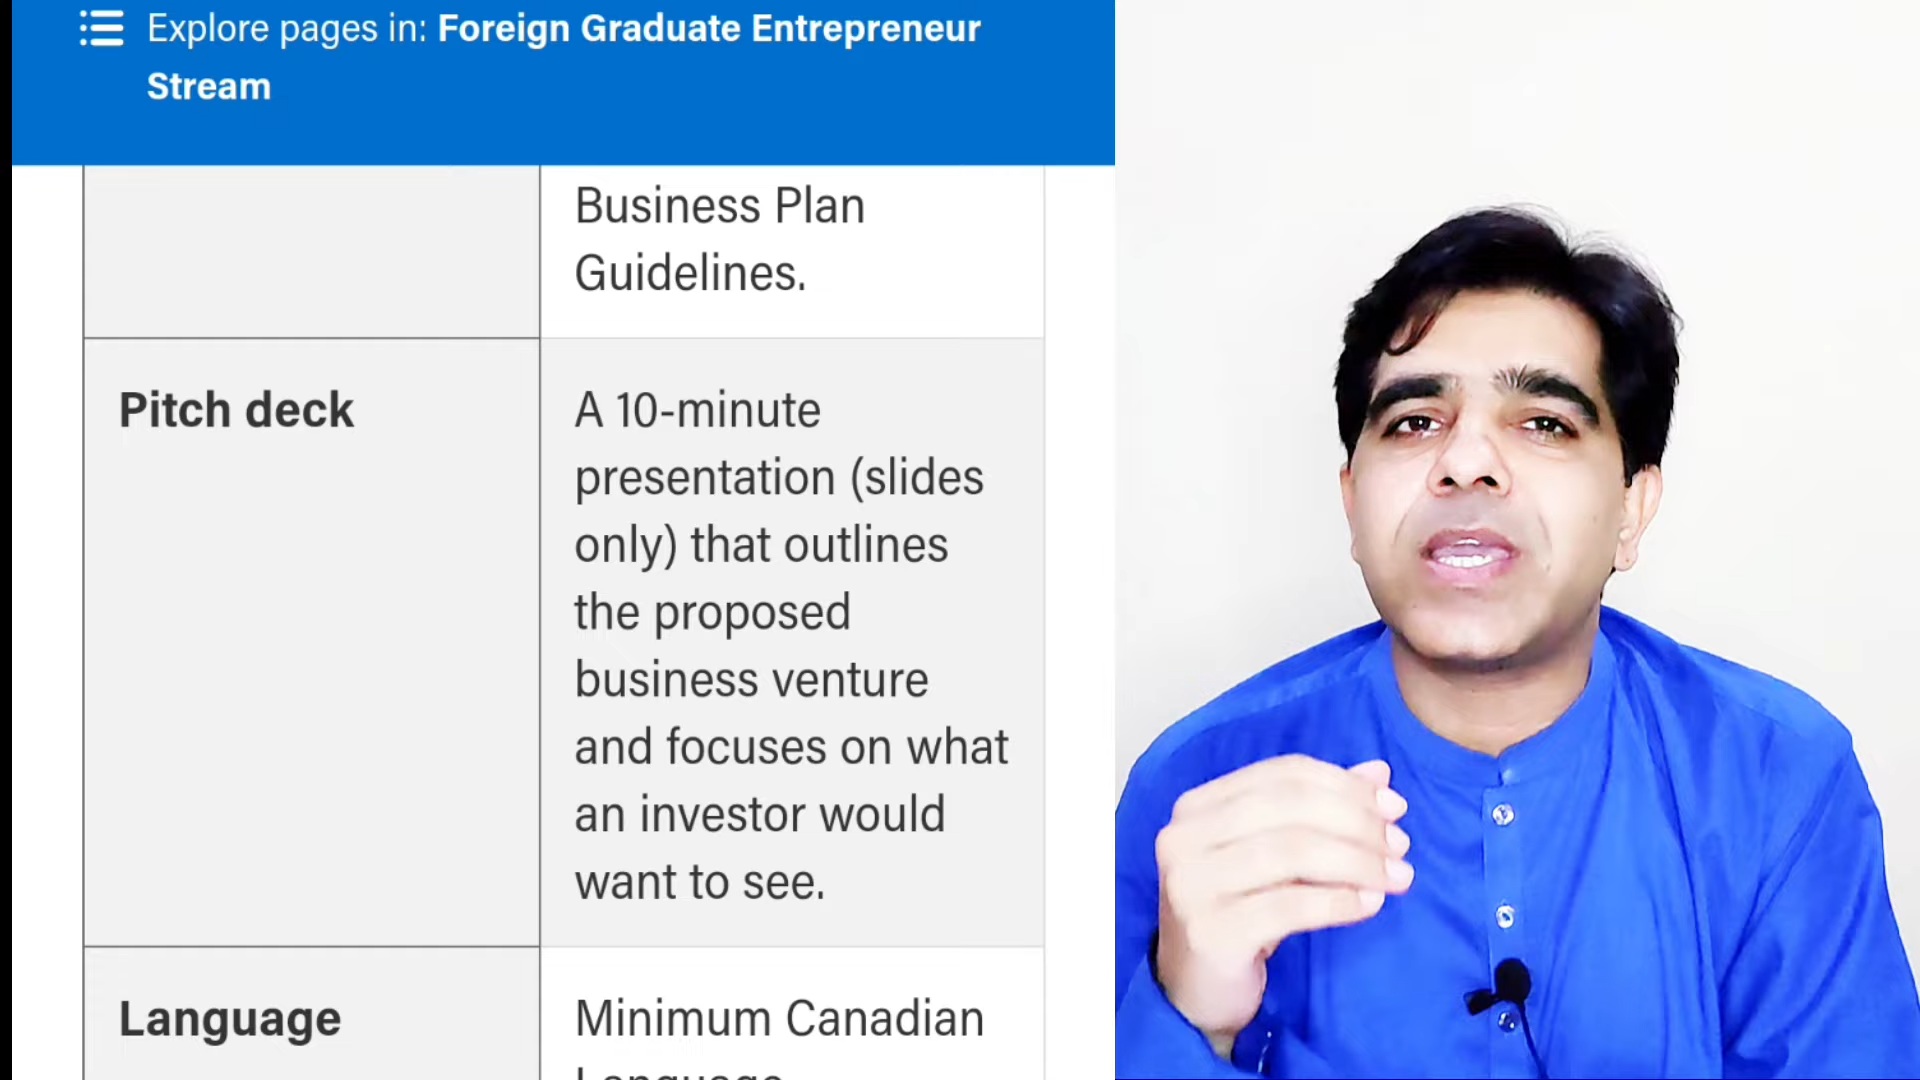 Explore pages in: Foreign Graduate Entrepreneur
Stream
Business Plan
Guidelines.
Pitch deck
A 10-minute
presentation (slides
only) that outlines
the proposed
business venture
and focuses on what
an investor would
want to see.
Language
Minimum Canadian
Language